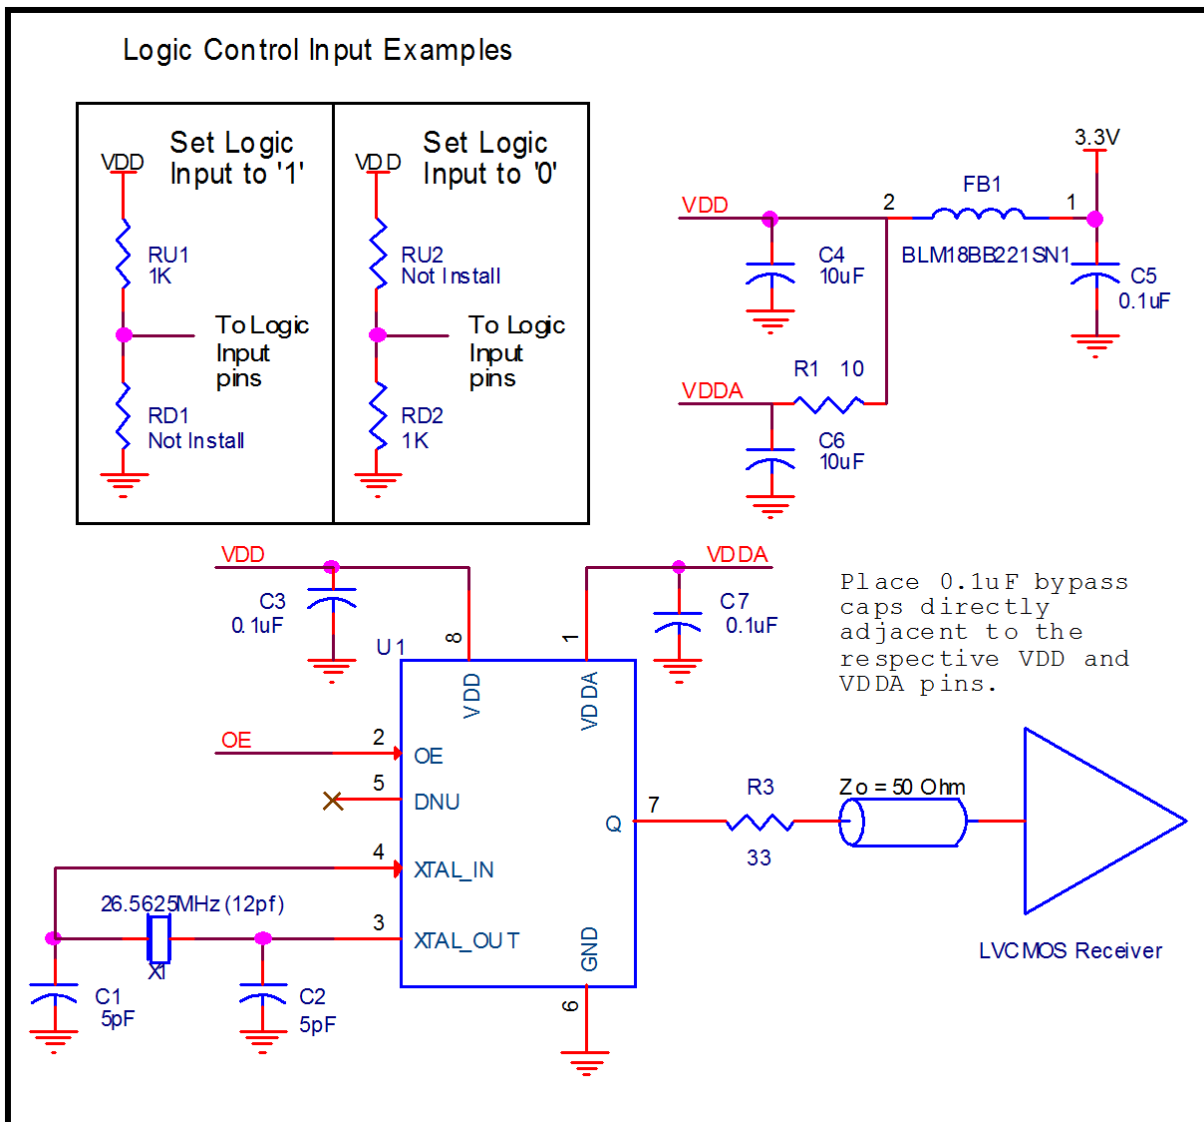 Logic Control Input Examples
Set Logic
Input to '1'
VDD
RU1
1K
To Logic
Input
pins
RD1
Not Install
Set Logic
Input to '0'
VDD
RU2
Not Install
To Logic
Input
pins
RD2
1K
3.3V
VDD
2
FB1
1
BLM18BB221SN1
C4
10uF
C5
0.1uF
R1 10
VDDA
C6
10uF
VDD
C3
0.1uF
VDDA
C7
0.1uF
Place 0.1uF bypass
caps directly
adjacent to the
respective VDD and
VDDA pins.
U1
8
VDD
1
VDDA
OE
2
OE
5
DNU
4
XTAL_IN
3
XTAL_OUT
Q
7
GND
6
R3
33
Zo = 50 Ohm
LVCMOS Receiver
26.5625MHz (12pf)
X1
C1
5pF
C2
5pF